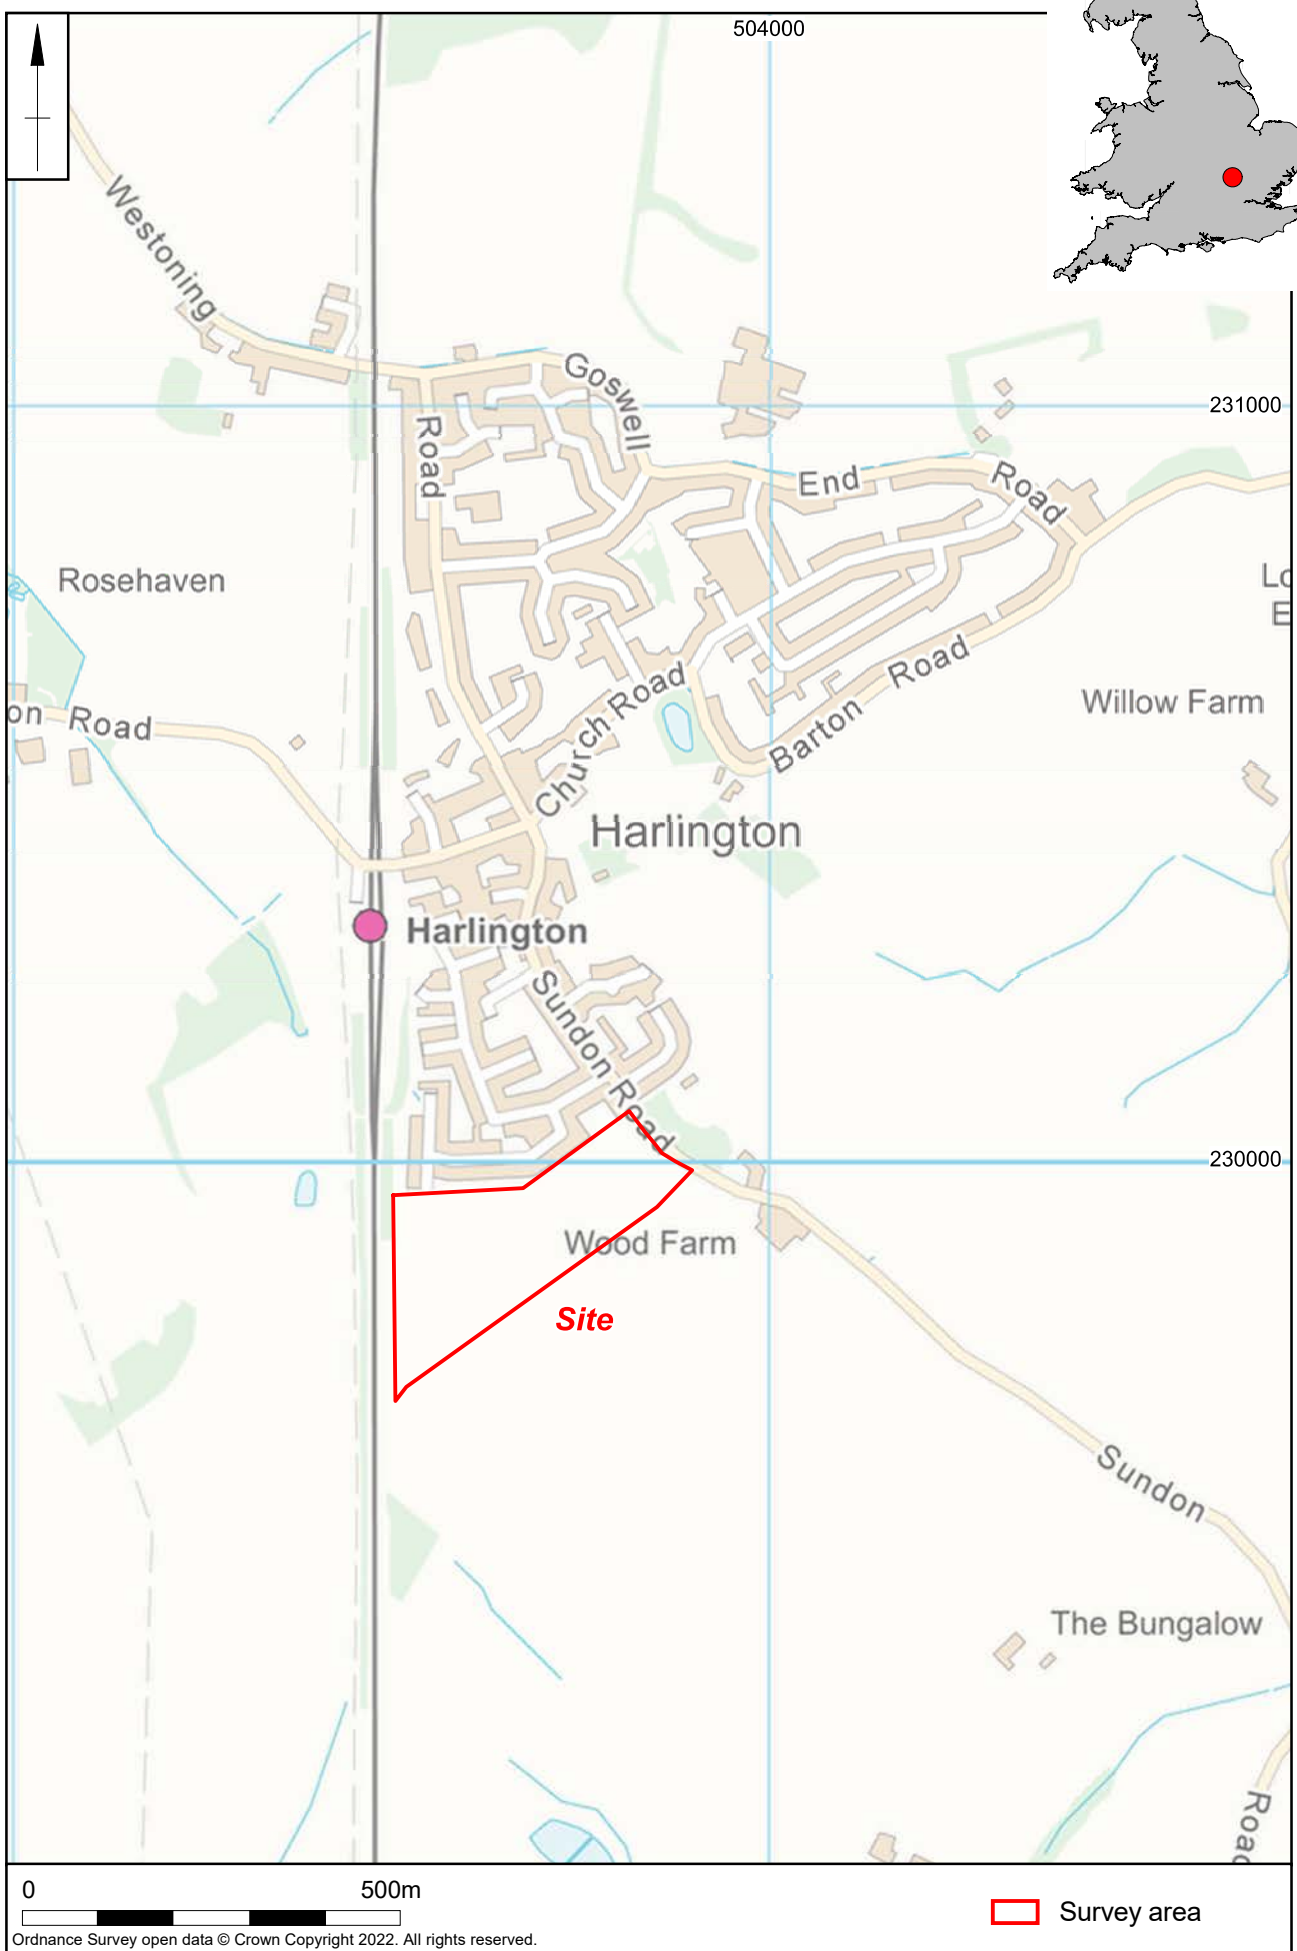 504000
Westoning
Goswell
231000
Road
End
Road
Rosehaven
Lo
E
Church Road
Barton Road
Willow Farm
on Road
Harlington
Harlington
Sundon Road
230000
Wood Farm
Site
Sundon
The Bungalow
Road
0 500m
Survey area
Ordnance Survey open data © Crown Copyright 2022. All rights reserved.